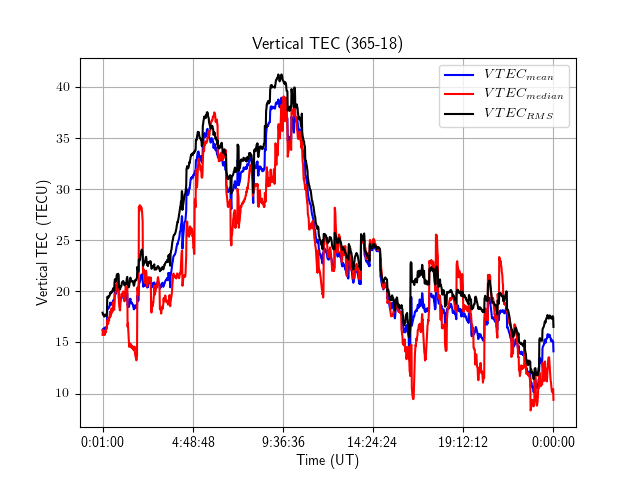 Vertical TEC (365-18)
VTEC_mean
VTEC_median
VTEC_RMS
40
35
30
25
20
15
10
Vertical TEC (TECU)
0:01:00 4:48:48 9:36:36 14:24:24 19:12:12 0:00:00
Time (UT)